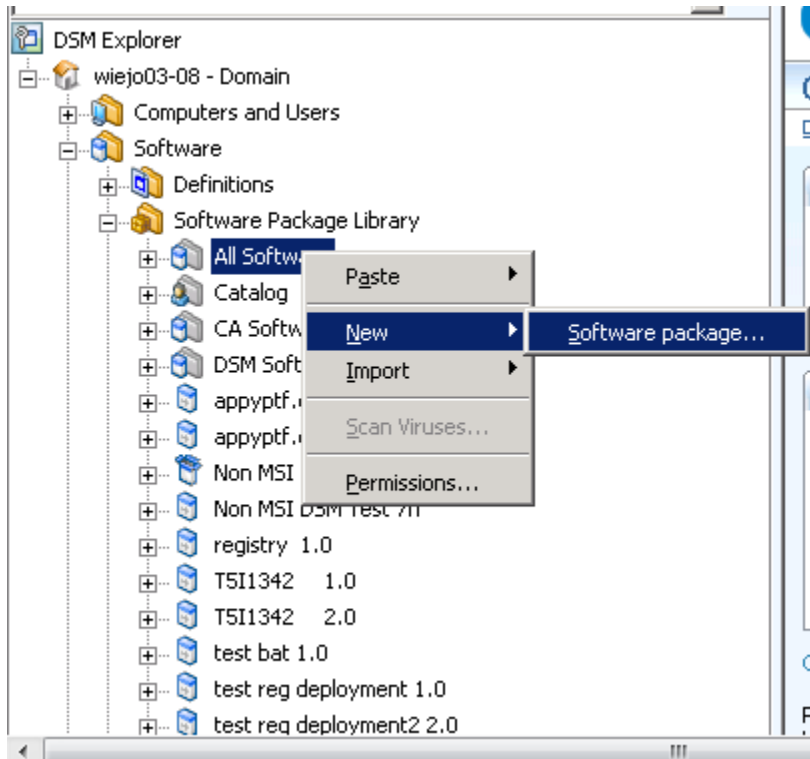 DSM Explorer
wiejo03-08 - Domain
Computers and Users
Software
Definitions
Software Package Library
All Softw
Catalog
CA Softw
DSM Soft
appyptf.
appyptf.
Non MSI
Non MSI DSM Test 7n
registry 1.0
T5I1342 1.0
T5I1342 2.0
test bat 1.0
test reg deployment 1.0
test reg deployment2 2.0
Paste
New
Import
Scan Viruses...
Permissions...
Software package...